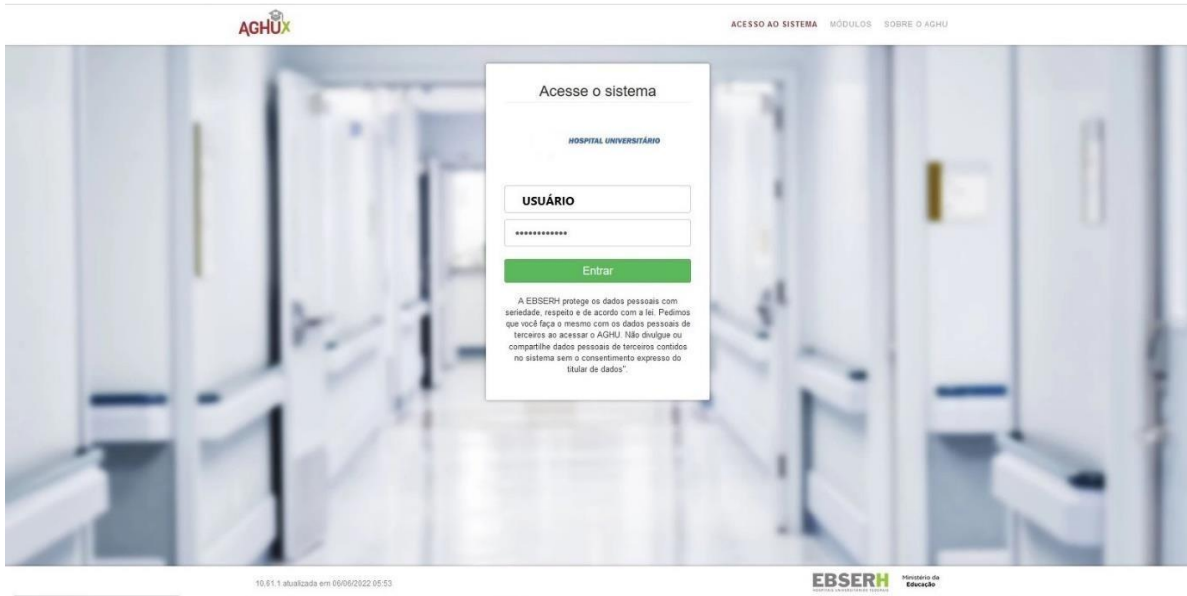 AGHUX
ACESSO AO SISTEMA MÓDULOS SOBRE O AGHU
Acesse o sistema
HOSPITAL UNIVERSITÁRIO
USUÁRIO
••••••••••••
Entrar
A EBSERH protege os dados pessoais com
seriedade, respeito e de acordo com a lei. Pedimos
que você faça o mesmo com os dados pessoais de
terceiros ao acessar o AGHU. Não divulgue ou
compartilhe dados pessoais de terceiros contidos
no sistema sem o consentimento expresso do
titular de dados".
10.61.1 atualizada em 06/06/2022 05:53
EBSERH
HOSPITAIS UNIVERSITÁRIOS FEDERAIS
Ministério da
Educação